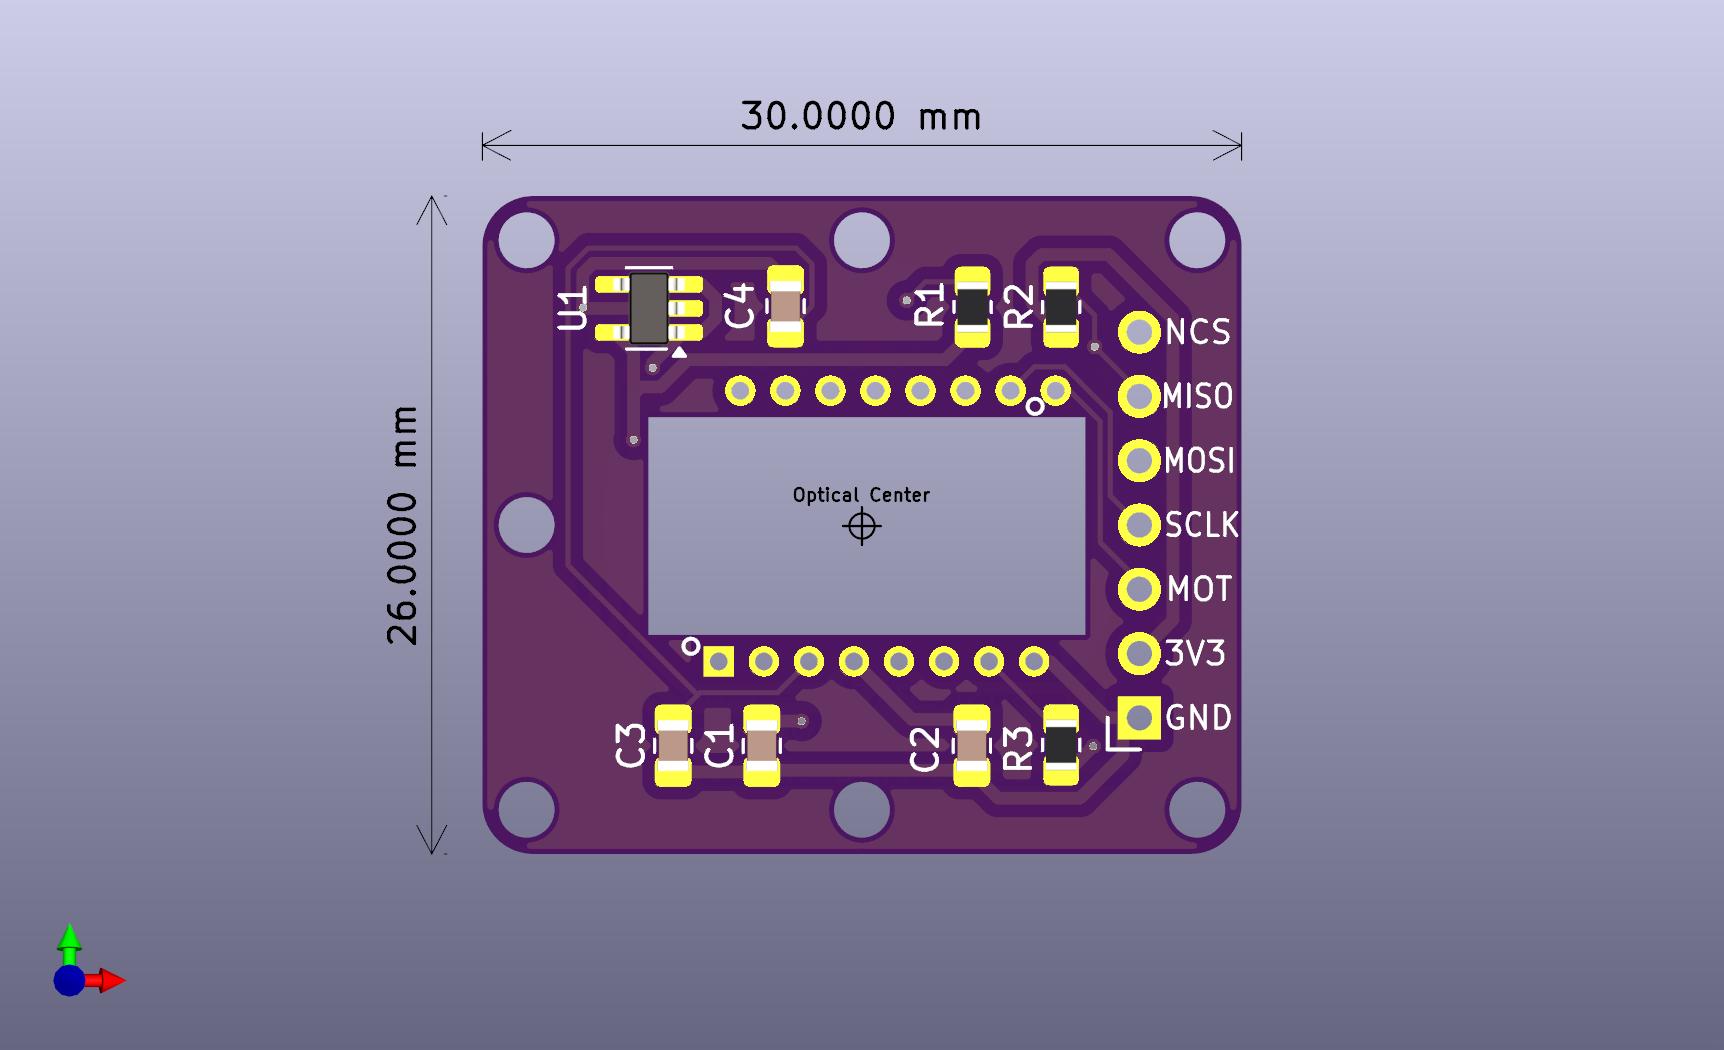 30.0000 mm
26.0000 mm
U1
C4
R1
R2
NCS
MISO
MOSI
Optical Center
SCLK
MOT
3V3
GND
C3
C1
C2
R3